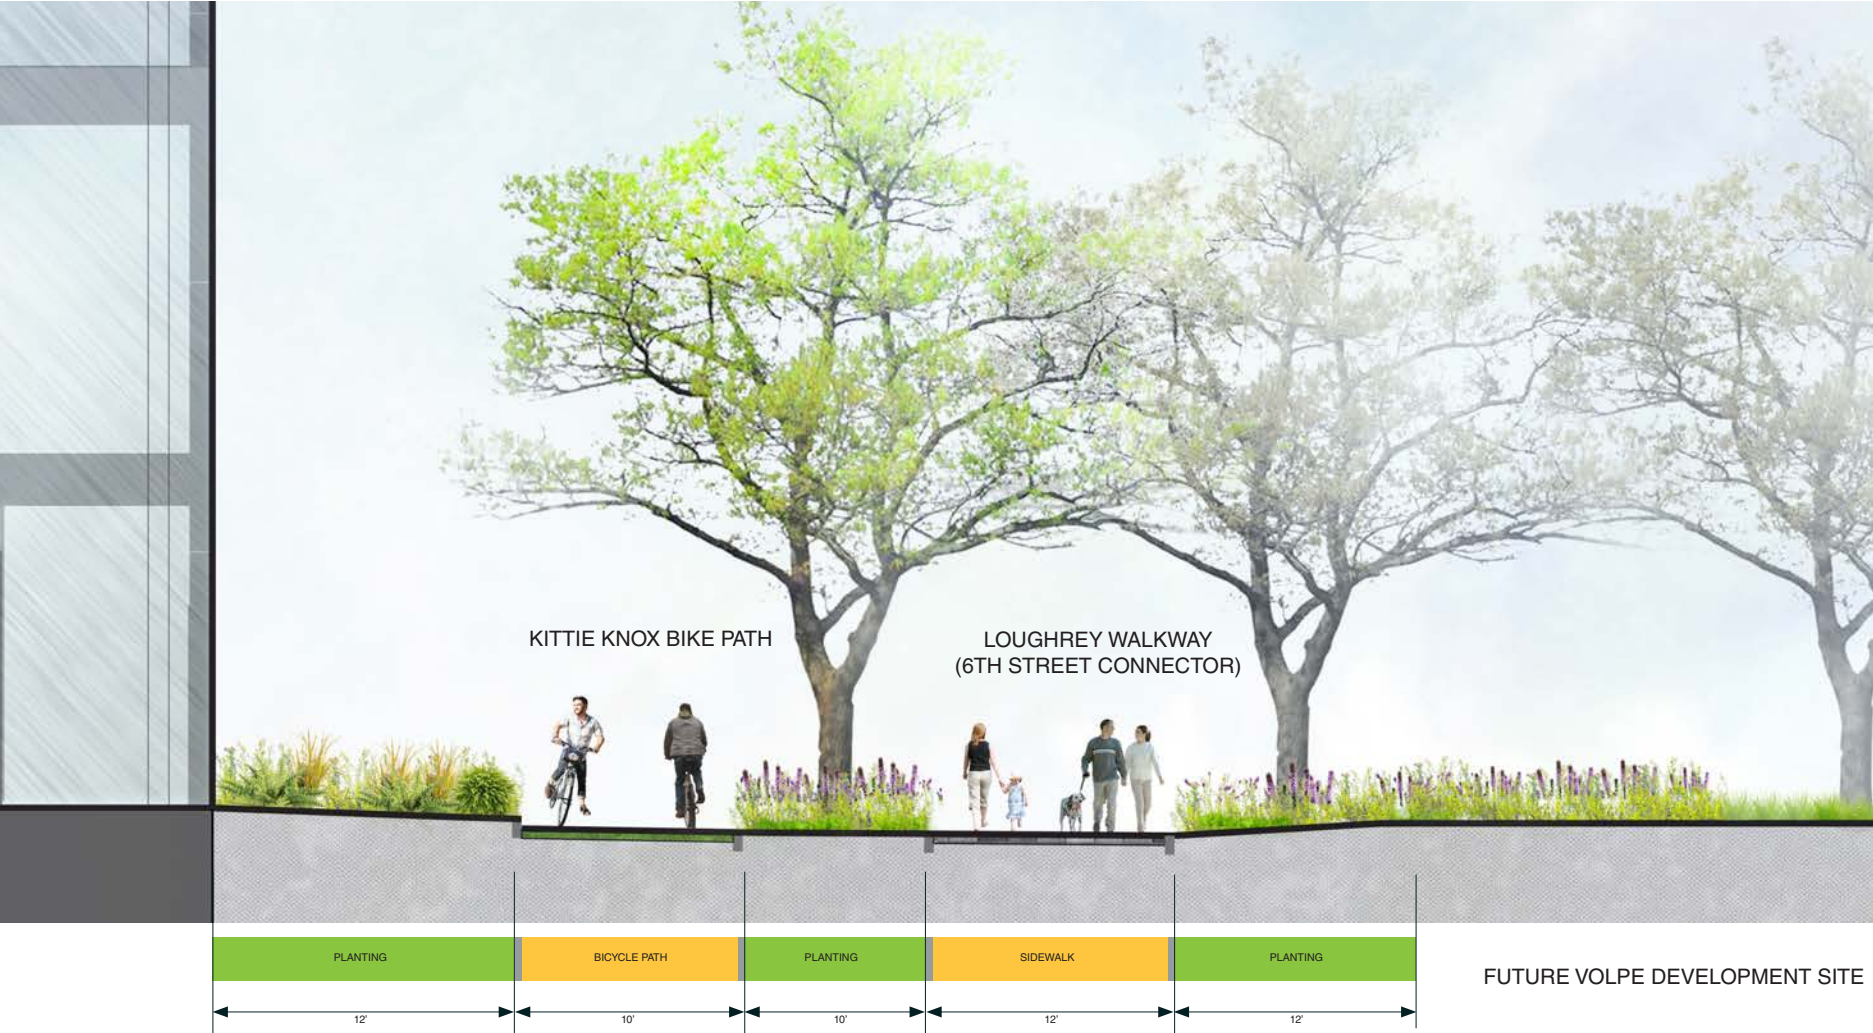 KITTIE KNOX BIKE PATH
LOUGHREY WALKWAY
(6TH STREET CONNECTOR)
PLANTING
BICYCLE PATH
PLANTING
SIDEWALK
PLANTING
FUTURE VOLPE DEVELOPMENT SITE
12'
10'
10'
12'
12'